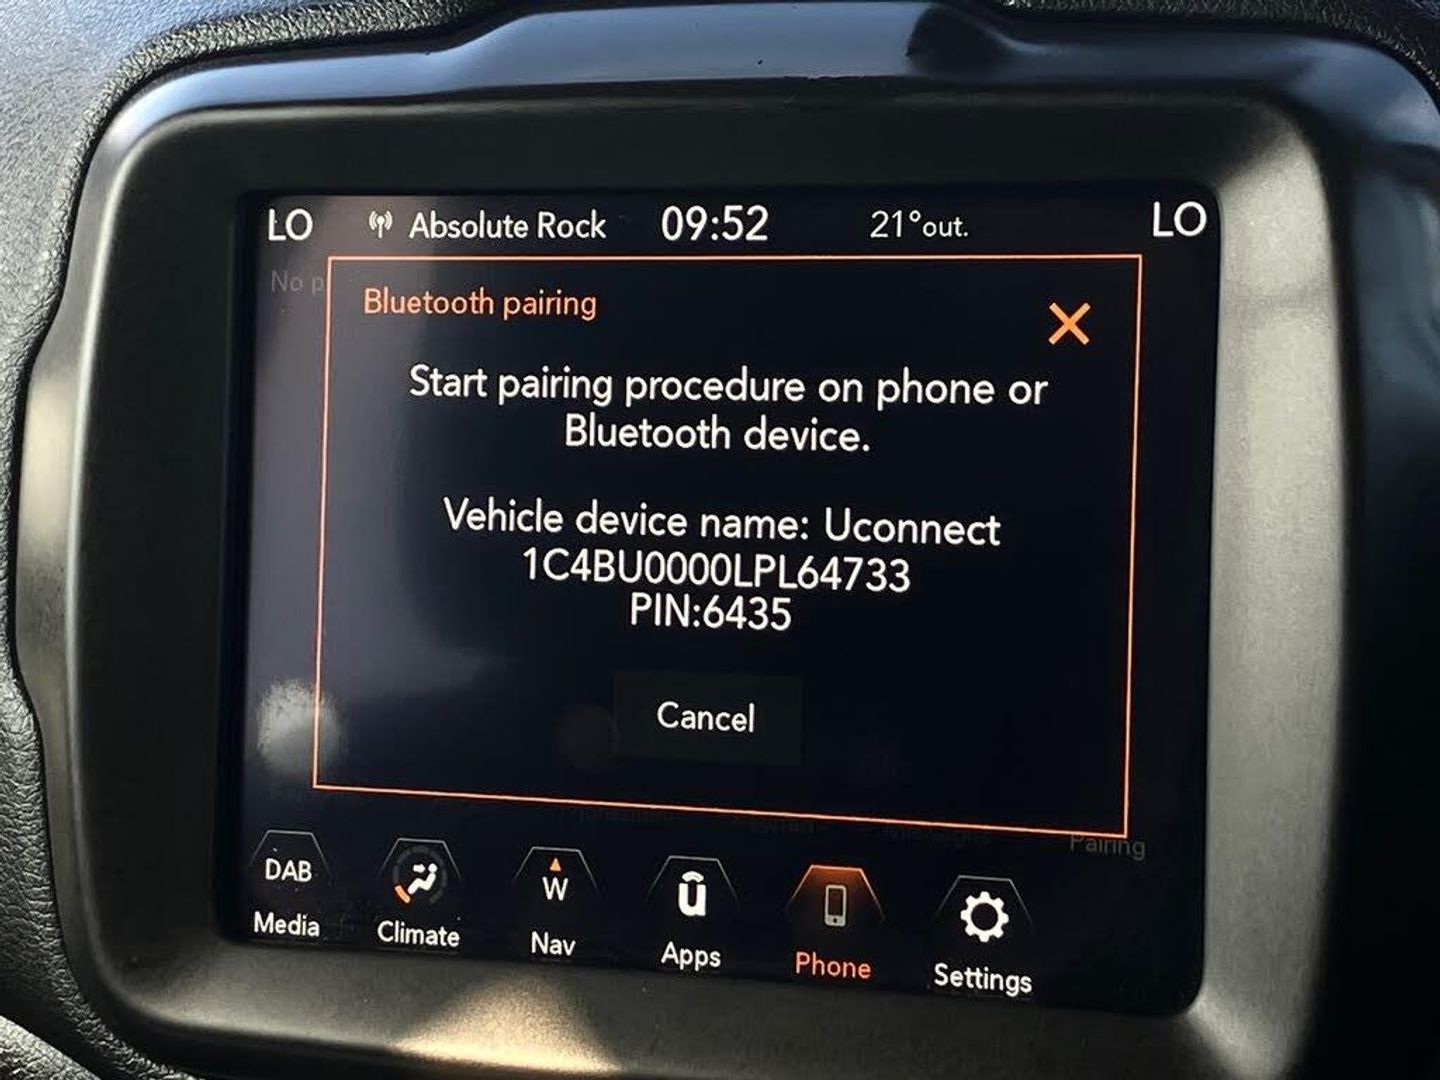 LO Absolute Rock 09:52 21°out. LO
No p
Bluetooth pairing
Start pairing procedure on phone or
Bluetooth device.
Vehicle device name: Uconnect
1C4BU0000LPL64733
PIN:6435
Cancel
Pairing
DAB
W
Media
Climate
Nav
Apps
Phone
Settings